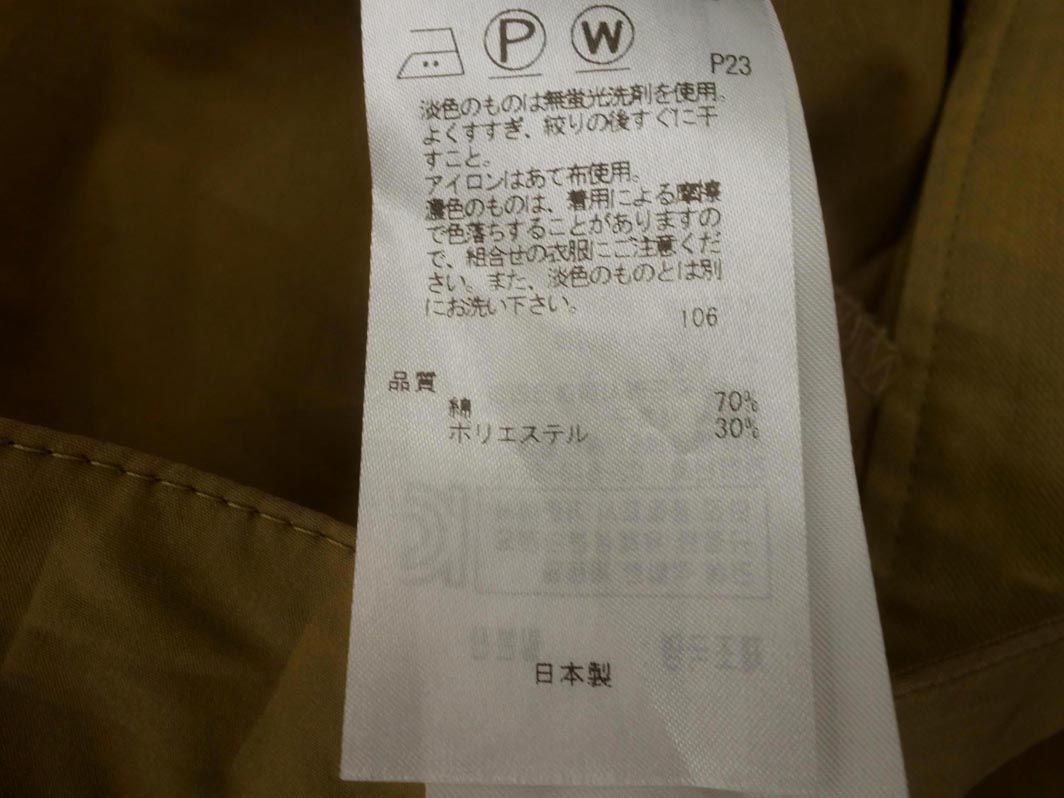 P W
P23
淡色のものは無蛍光洗剤を使用。
よくすすぎ、絞りの後すぐに干
すこと。
アイロンはあて布使用。
濃色のものは、着用による摩擦
で色落ちすることがありますの
で、組合せの衣服にご注意くだ
さい。また、淡色のものとは別
にお洗い下さい。
106
品質
綿 70%
ポリエステル 30%
日本製